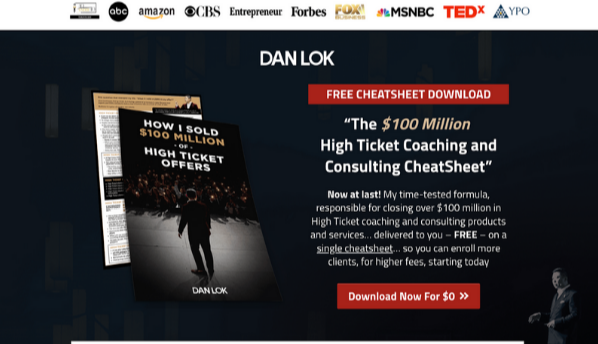 abc amazon CBS Entrepreneur Forbes FOX BUSINESS MSNBC TEDx YPO
DAN LOK
FREE CHEATSHEET DOWNLOAD
“The $100 Million
High Ticket Coaching and
Consulting CheatSheet”
Now at last! My time-tested formula,
responsible for closing over $100 million in
High Ticket coaching and consulting products
and services... delivered to you – FREE – on a
single cheatsheet... so you can enroll more
clients, for higher fees, starting today
Download Now For $0 »
HOW I SOLD
$100 MILLION
- OF -
HIGH TICKET
OFFERS
DAN LOK